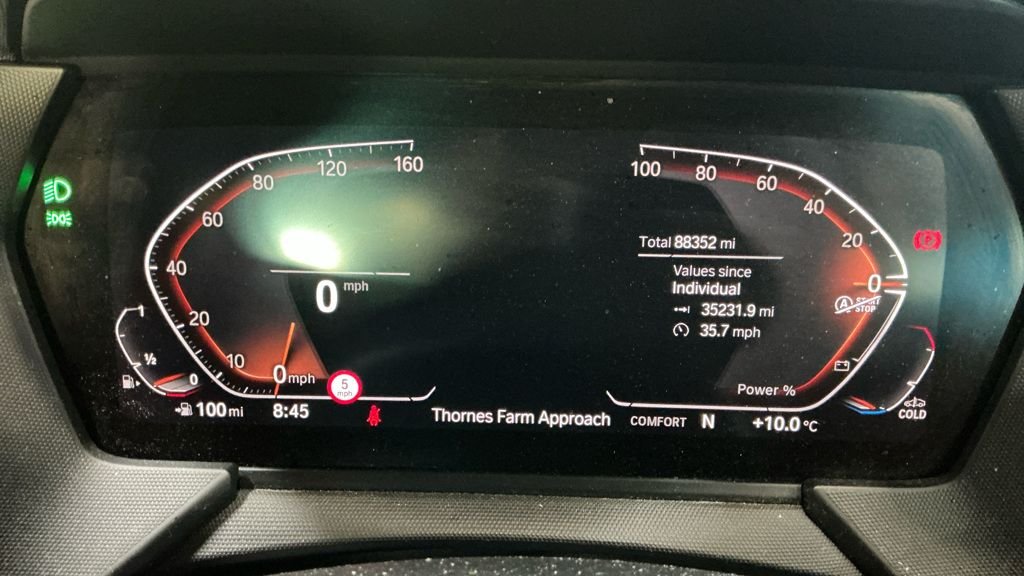 160
120
80
60
40
20
10
0 mph
0 mph
1/2
0
100 mi
8:45
5
mph
Thornes Farm Approach
100
80
60
40
20
0
Total 88352 mi
Values since
Individual
35231.9 mi
35.7 mph
(P)
A START
STOP
Power %
COMFORT N +10.0 °C
COLD